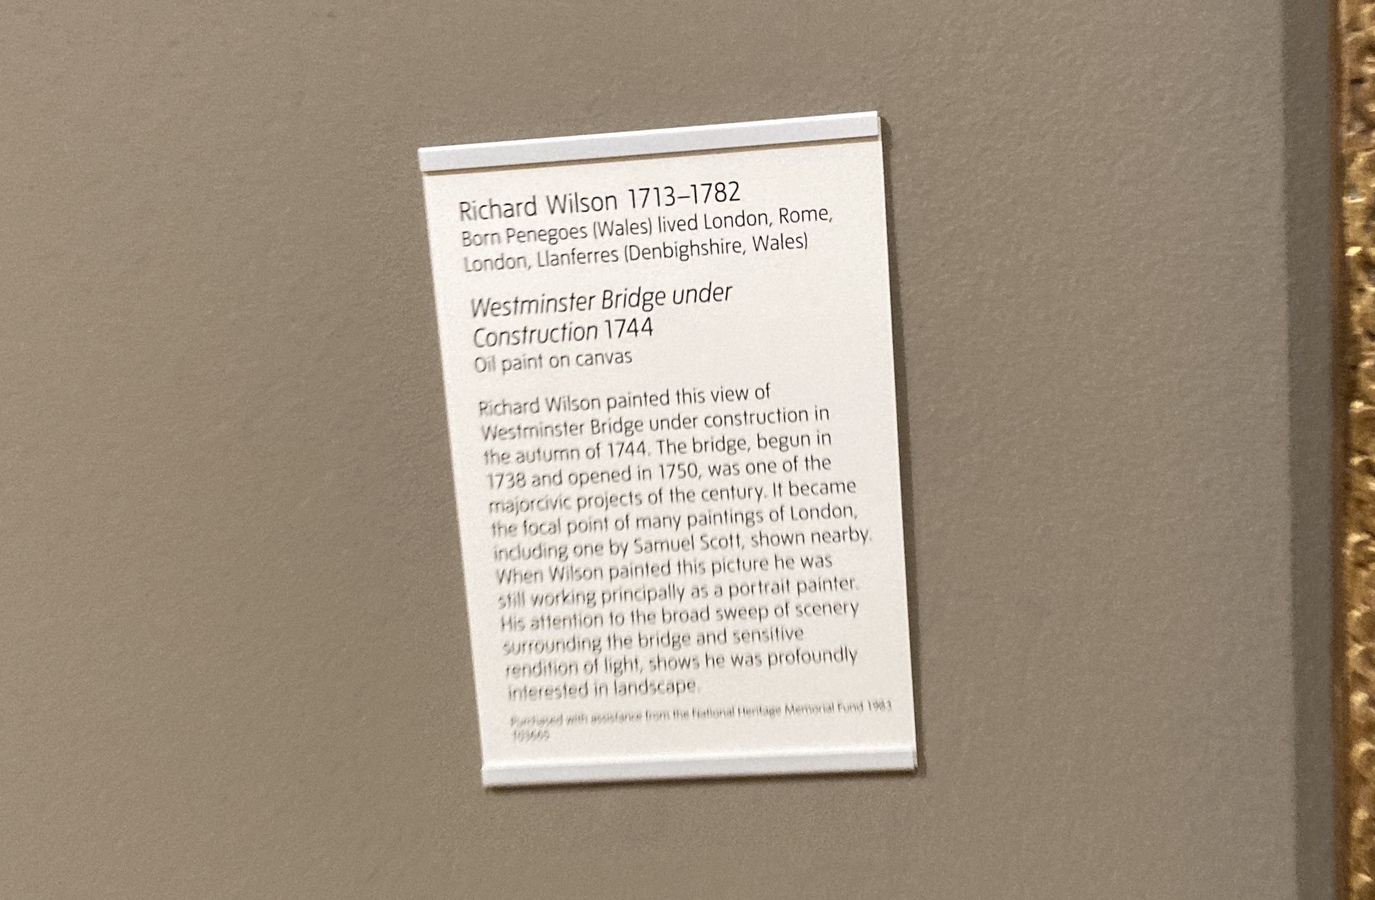 Richard Wilson 1713–1782
Born Penegoes (Wales) lived London, Rome,
London, Llanferres (Denbighshire, Wales)
Westminster Bridge under
Construction 1744
Oil paint on canvas
Richard Wilson painted this view of
Westminster Bridge under construction in
the autumn of 1744. The bridge, begun in
1738 and opened in 1750, was one of the
majorcivic projects of the century. It became
the focal point of many paintings of London,
including one by Samuel Scott, shown nearby.
When Wilson painted this picture he was
still working principally as a portrait painter.
His attention to the broad sweep of scenery
surrounding the bridge and sensitive
rendition of light, shows he was profoundly
interested in landscape.
Purchased with assistance from the National Heritage Memorial Fund